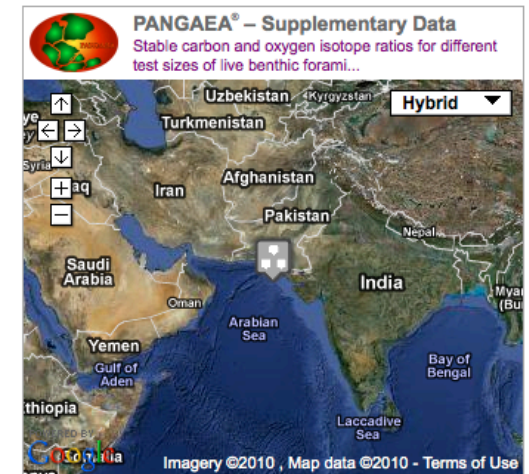 PANGAEA® – Supplementary Data
Stable carbon and oxygen isotope ratios for different
test sizes of live benthic forami...
Uzbekistan
Kyrgyzstan
Hybrid
Turkmenistan
Syria
aq
Iran
Afghanistan
Pakistan
Nepal
Saudi
Arabia
India
Oman
Myan
(Bu
Arabian
Sea
Yemen
Gulf of
Aden
Bay of
Bengal
thiopia
Laccadive
Sea
Google
Imagery ©2010 , Map data ©2010 - Terms of Use